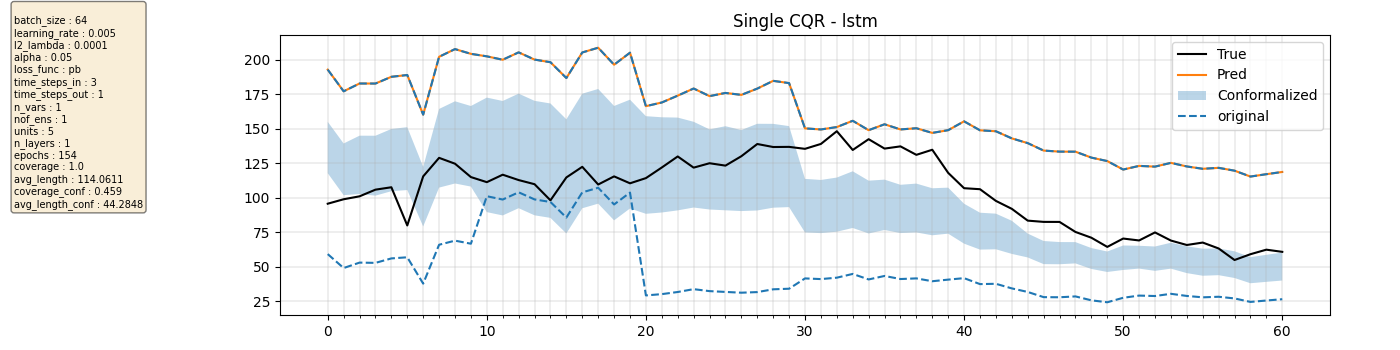 batch_size : 64
learning_rate : 0.005
l2_lambda : 0.0001
alpha : 0.05
loss_func : pb
time_steps_in : 3
time_steps_out : 1
n_vars : 1
nof_ens : 1
units : 5
n_layers : 1
epochs : 154
coverage : 1.0
avg_length : 114.0611
coverage_conf : 0.459
avg_length_conf : 44.2848
Single CQR - lstm
200
175
150
125
100
75
50
25
0 10 20 30 40 50 60
True
Pred
Conformalized
original